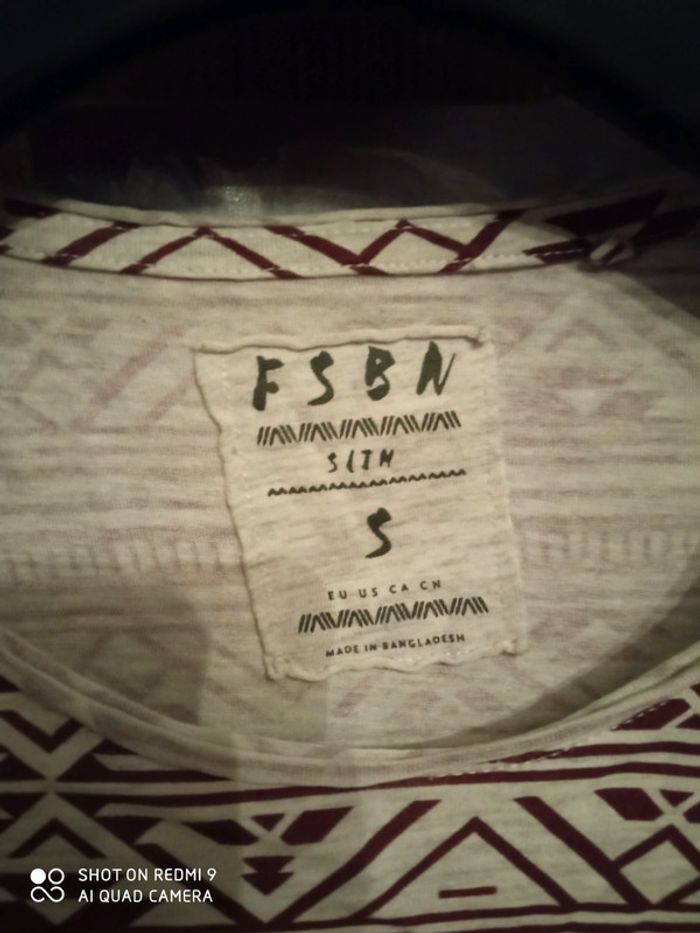 FSBN
SLIM
S
EU US CA CN
MADE IN BANGLADESH
SHOT ON REDMI 9
AI QUAD CAMERA